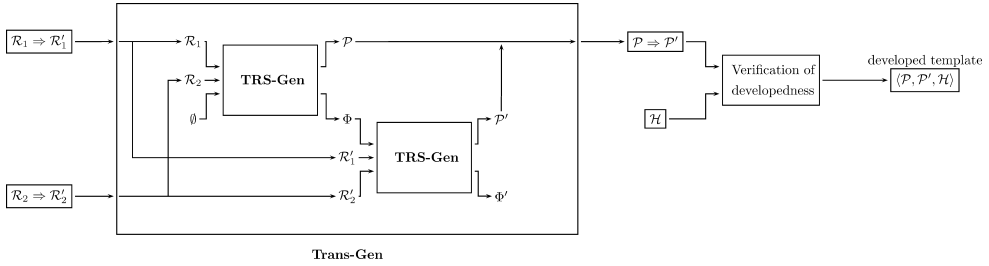 ℛ₁ ⇒ ℛ′₁
ℛ₁
𝒫
𝒫 ⇒ 𝒫′
ℛ₂
TRS-Gen
∅
Φ
𝒫′
Verification of
developedness
developed template
⟨𝒫, 𝒫′, ℋ⟩
ℋ
ℛ′₁
TRS-Gen
ℛ₂ ⇒ ℛ′₂
ℛ′₂
Φ′
Trans-Gen